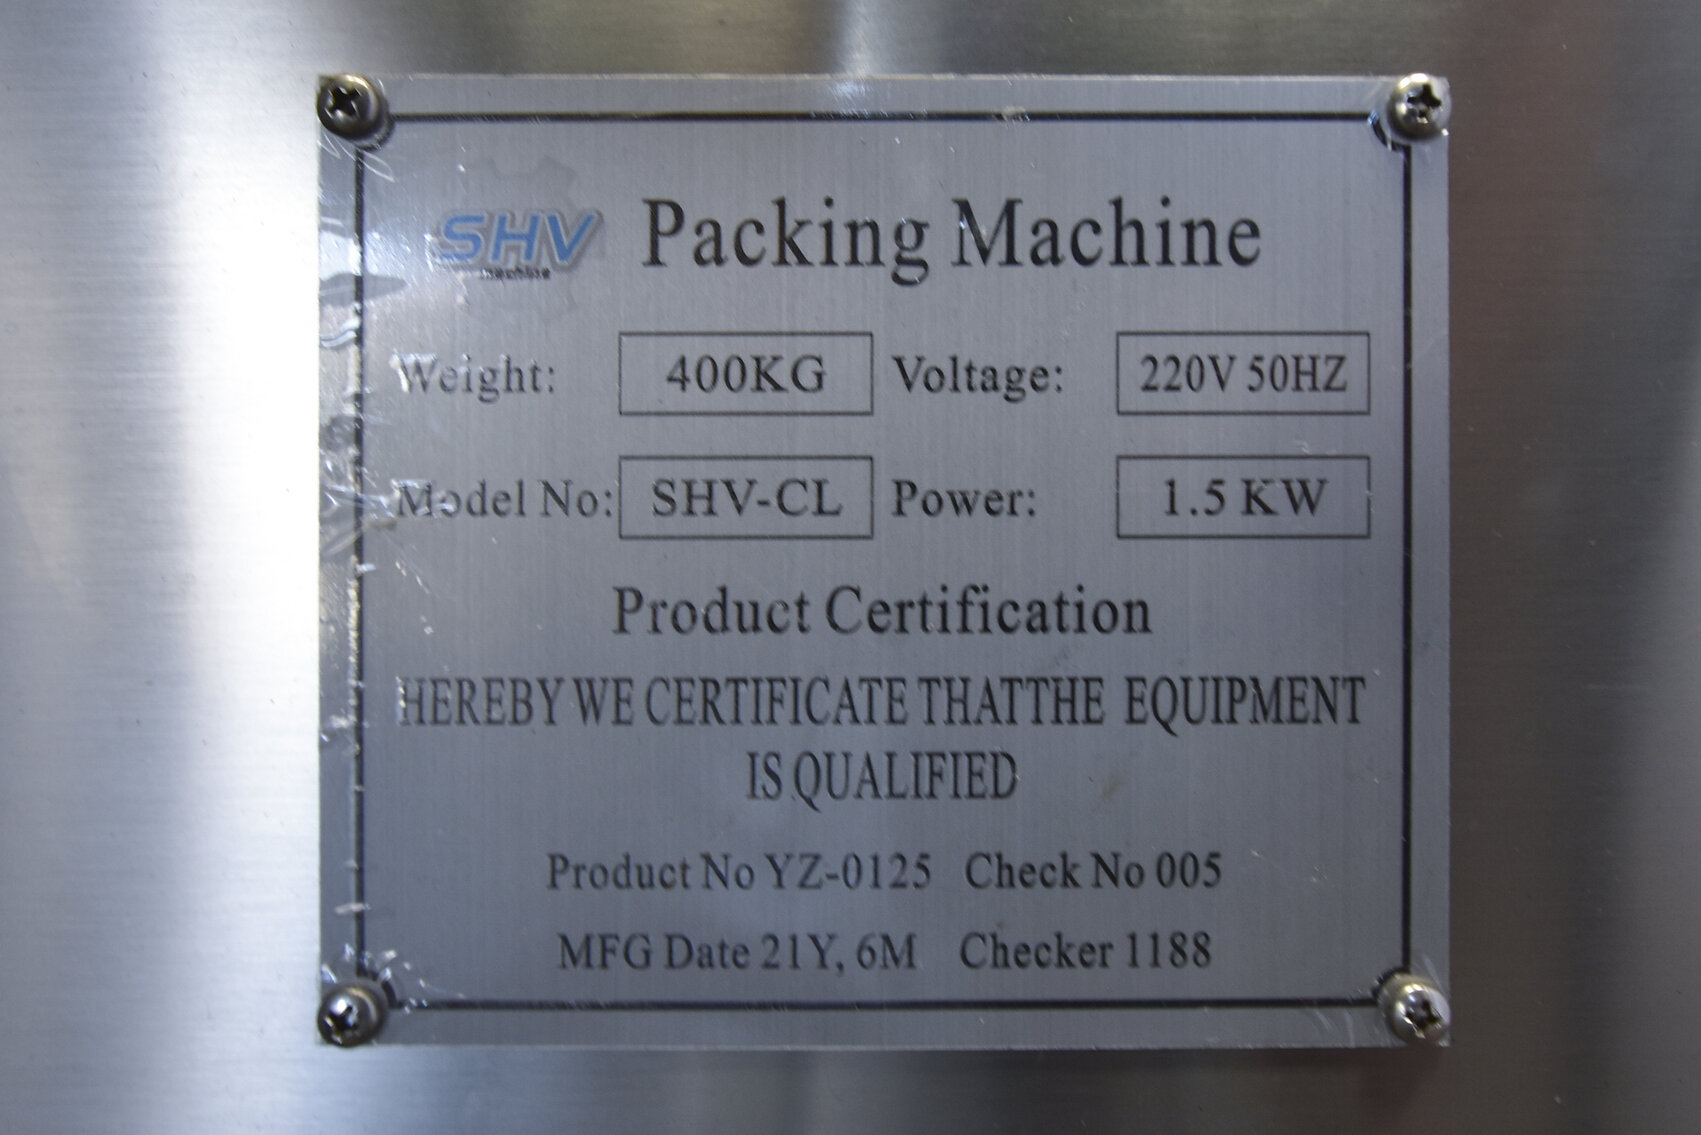 SHV Packing Machine
machine
Weight: 400KG Voltage: 220V 50HZ
Model No: SHV-CL Power: 1.5 KW
Product Certification
HEREBY WE CERTIFICATE THATTHE EQUIPMENT
IS QUALIFIED
Product No YZ-0125 Check No 005
MFG Date 21Y, 6M Checker 1188